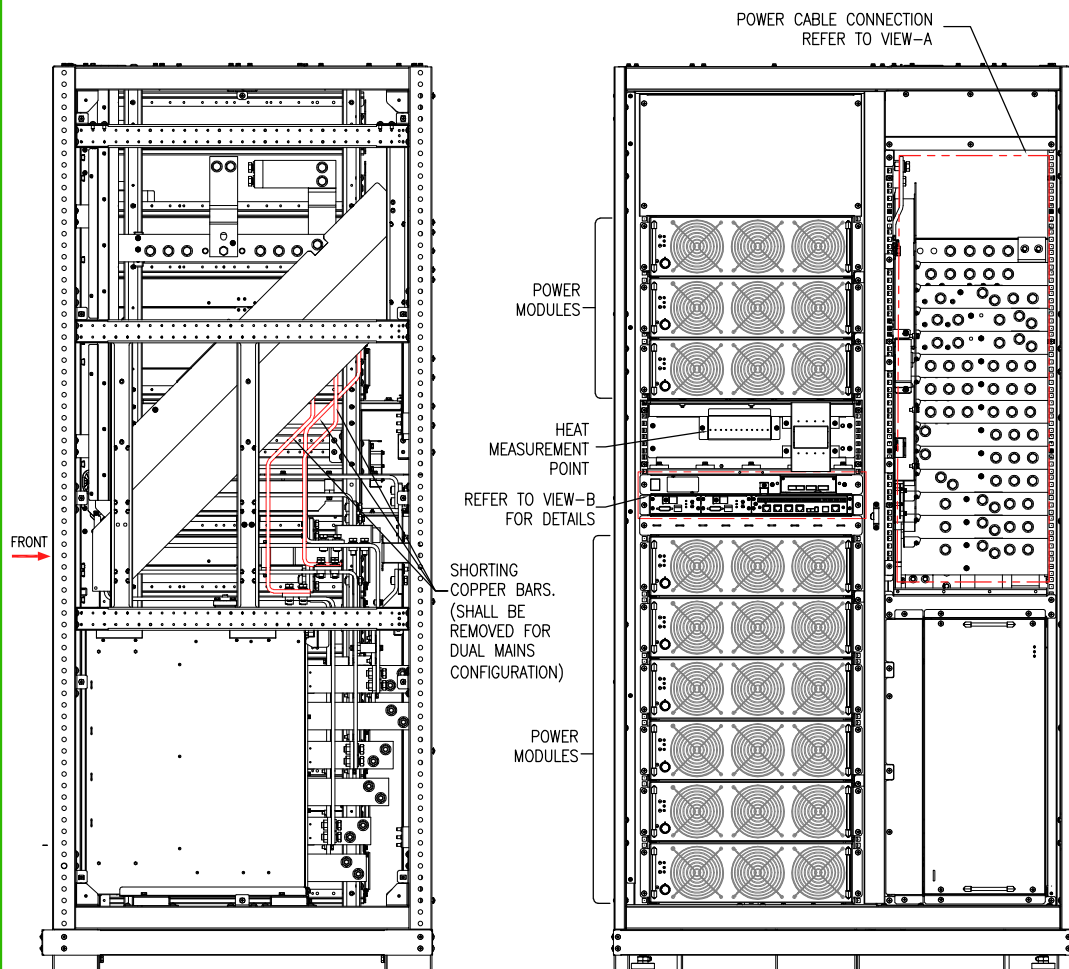 POWER CABLE CONNECTION
REFER TO VIEW-A
POWER
MODULES
HEAT
MEASUREMENT
POINT
REFER TO VIEW-B
FOR DETAILS
FRONT
SHORTING
COPPER BARS.
(SHALL BE
REMOVED FOR
DUAL MAINS
CONFIGURATION)
POWER
MODULES